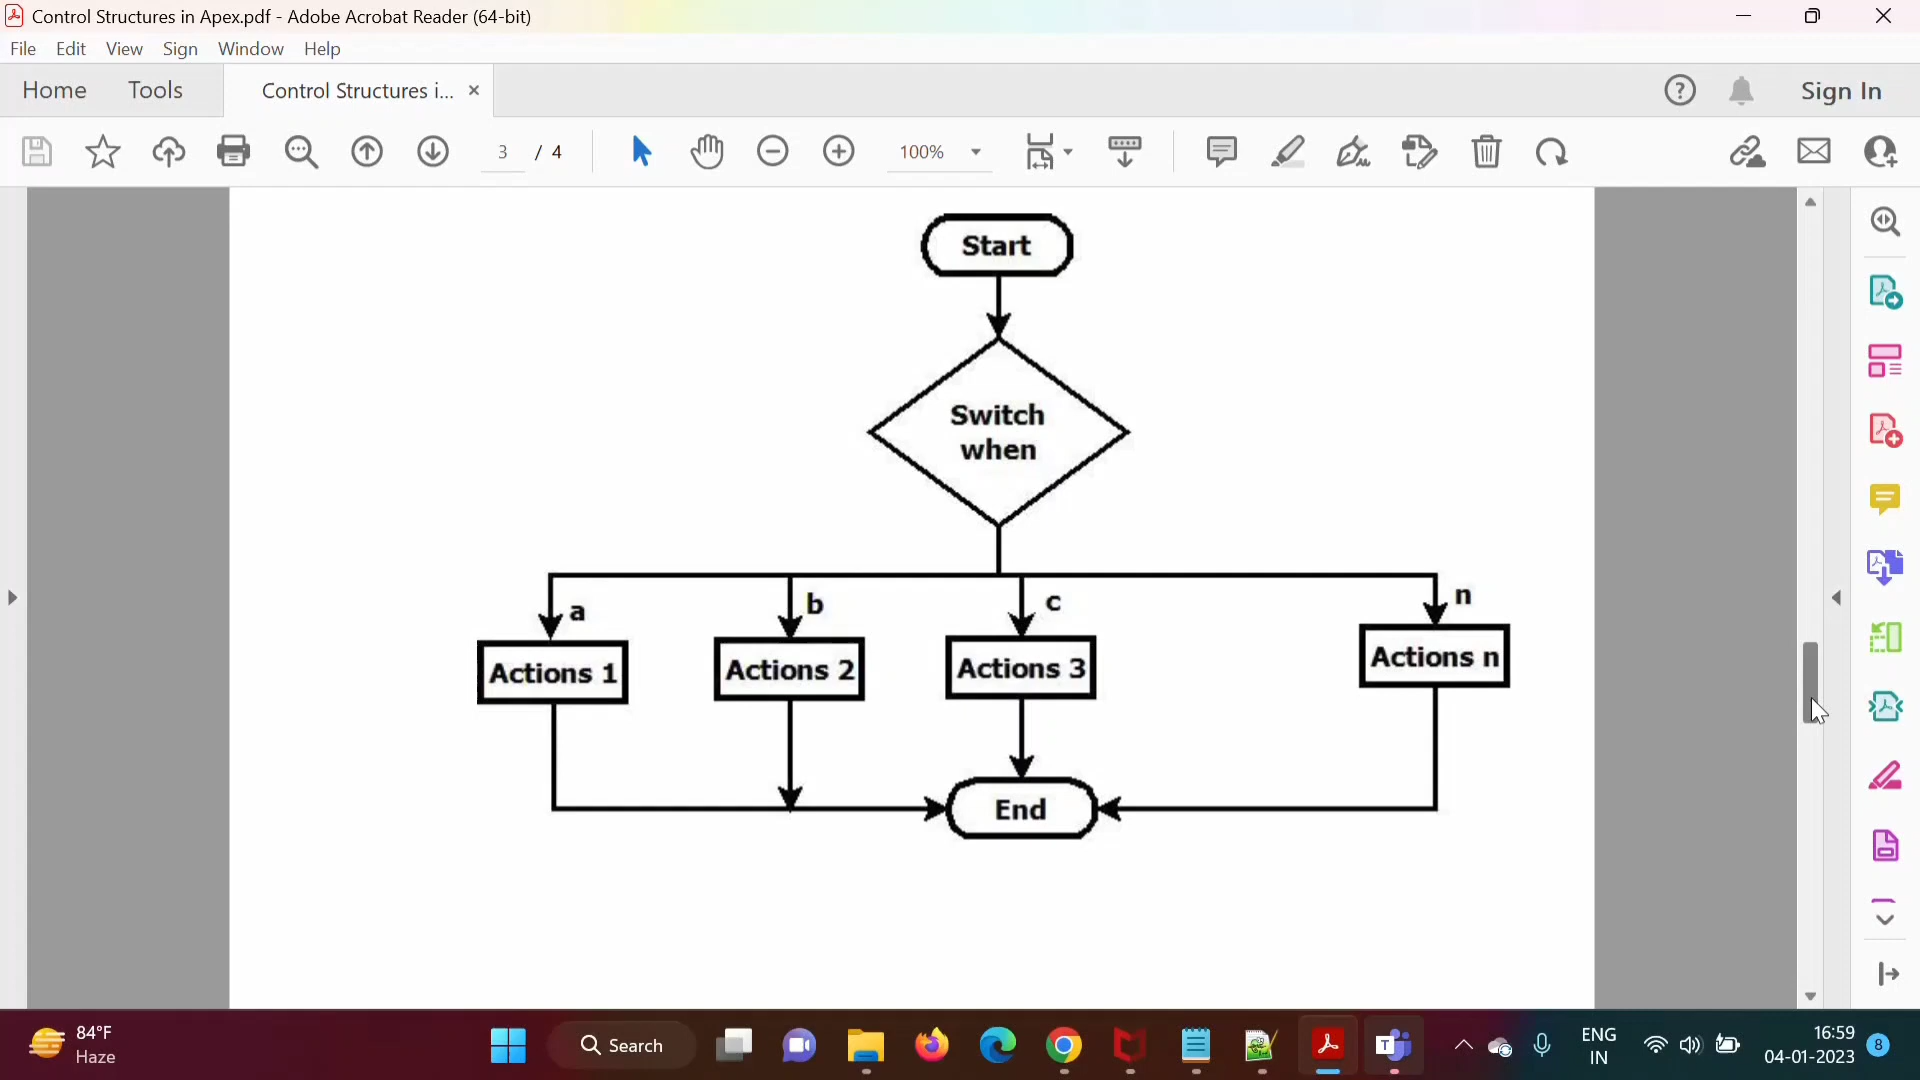 Control Structures in Apex.pdf - Adobe Acrobat Reader (64-bit)
File Edit View Sign Window Help
Home Tools Control Structures i... Sign In
3 / 4 100%
Start
Switch
when
a b c n
Actions 1 Actions 2 Actions 3 Actions n
End
84°F
Haze
Search
ENG
IN
16:59
04-01-2023
8